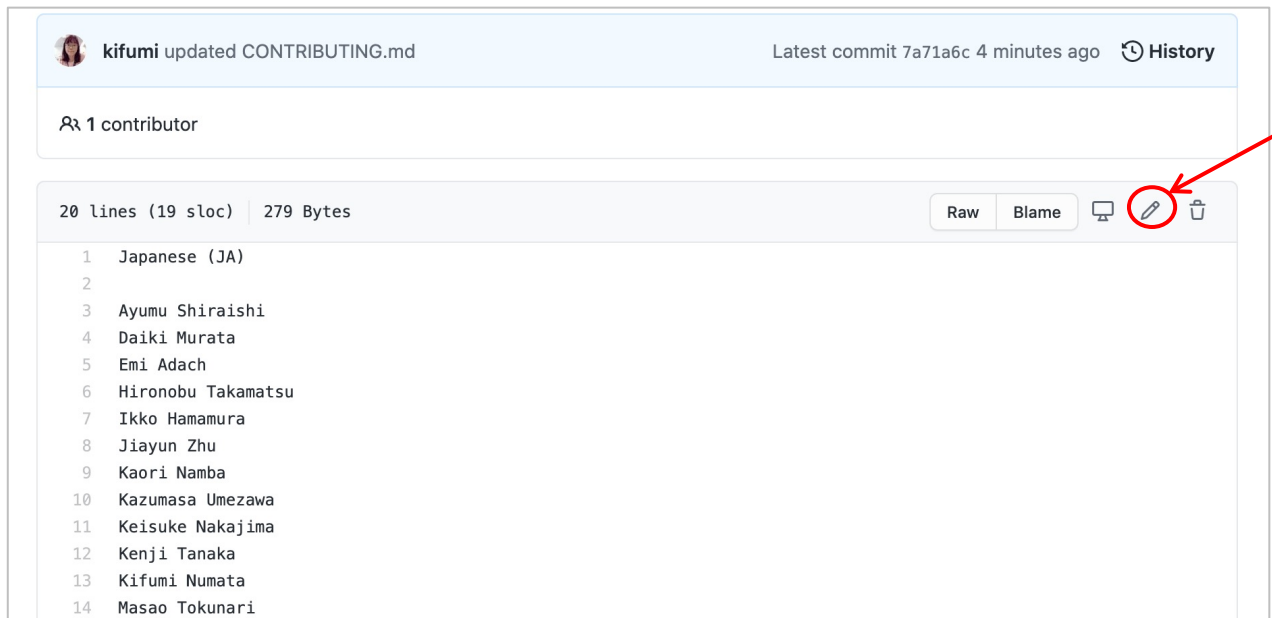 kifumi updated CONTRIBUTING.md Latest commit 7a71a6c 4 minutes ago History
1 contributor
20 lines (19 sloc) 279 Bytes Raw Blame
1 Japanese (JA)
2
3 Ayumu Shiraishi
4 Daiki Murata
5 Emi Adach
6 Hironobu Takamatsu
7 Ikko Hamamura
8 Jiayun Zhu
9 Kaori Namba
10 Kazumasa Umezawa
11 Keisuke Nakajima
12 Kenji Tanaka
13 Kifumi Numata
14 Masao Tokunari